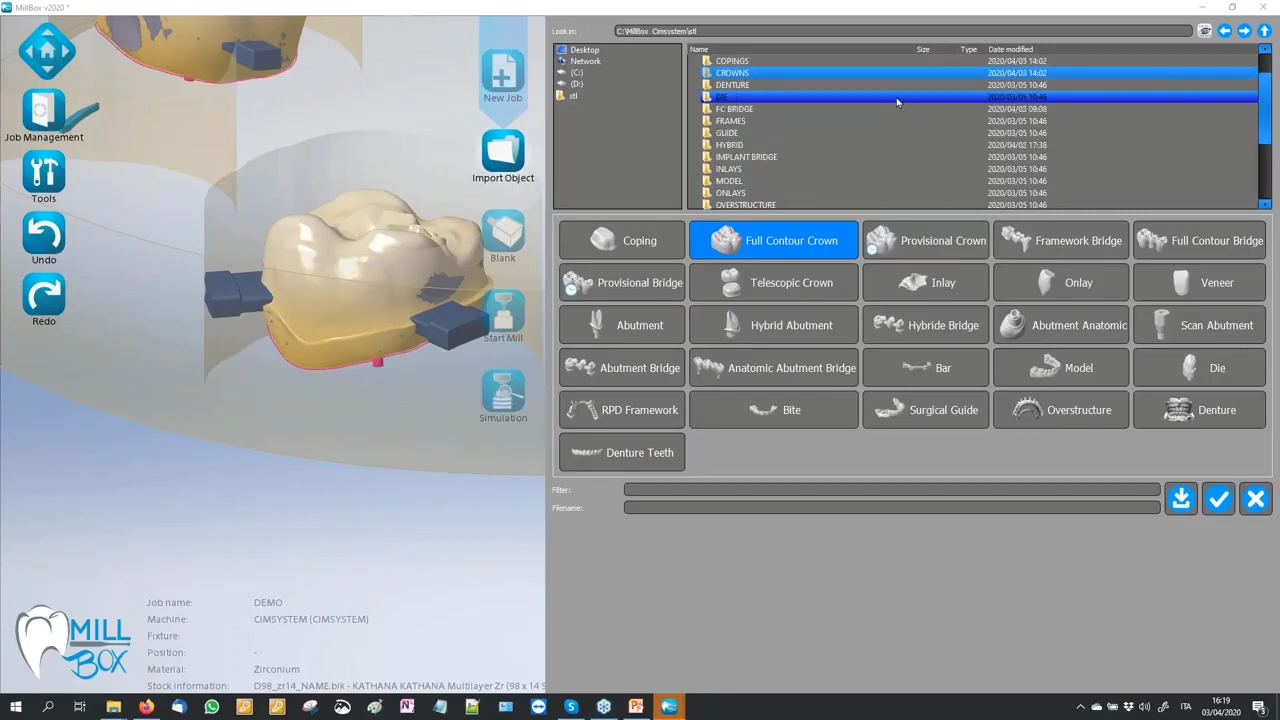 MillBox v2020 *
Job Management
Tools
Undo
Redo
New Job
Import Object
Blank
Start Mill
Simulation
Look in:
C:\MillBox Cimsystem\stl
Desktop
Network
(C:)
(D:)
stl
Name Size Type Date modified
COPINGS 2020/04/03 14:02
CROWNS 2020/04/03 14:02
DENTURE 2020/03/05 10:46
DIE 2020/03/05 10:46
FC BRIDGE 2020/04/03 09:08
FRAMES 2020/03/05 10:46
GUIDE 2020/03/05 10:46
HYBRID 2020/04/02 17:38
IMPLANT BRIDGE 2020/03/05 10:46
INLAYS 2020/03/05 10:46
MODEL 2020/03/05 10:46
ONLAYS 2020/03/05 10:46
OVERSTRUCTURE 2020/03/05 10:46
Coping Full Contour Crown Provisional Crown Framework Bridge Full Contour Bridge
Provisional Bridge Telescopic Crown Inlay Onlay Veneer
Abutment Hybrid Abutment Hybride Bridge Abutment Anatomic Scan Abutment
Abutment Bridge Anatomic Abutment Bridge Bar Model Die
RPD Framework Bite Surgical Guide Overstructure Denture
Denture Teeth
Filter:
Filename:
Job name: DEMO
Machine: CIMSYSTEM (CIMSYSTEM)
Fixture:
Position: -
Material: Zirconium
Stock information: D98_zr14_NAME.blk - KATHANA KATHANA Multilayer Zr (98 x 14 S
MILL
BOX
ITA
16:19
03/04/2020